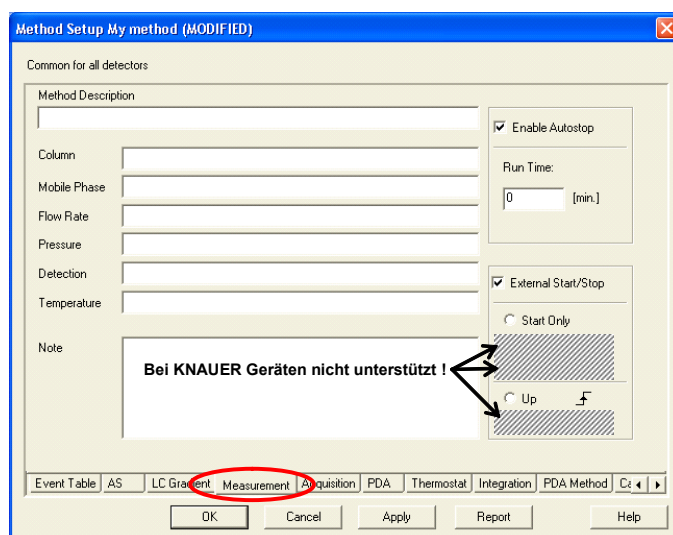 Method Setup My method (MODIFIED)
Common for all detectors
Method Description
Enable Autostop
Column
Run Time:
Mobile Phase
0 [min.]
Flow Rate
Pressure
Detection
External Start/Stop
Temperature
Start Only
Note
Bei KNAUER Geräten nicht unterstützt !
Up
Event Table AS LC Gradient Measurement Acquisition PDA Thermostat Integration PDA Method
OK Cancel Apply Report Help